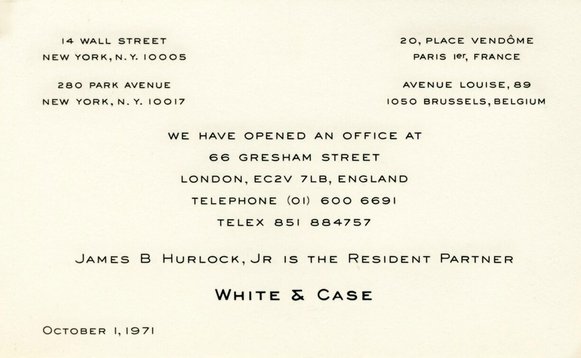 14 WALL STREET
NEW YORK, N.Y. 10005
280 PARK AVENUE
NEW YORK, N.Y. 10017
20, PLACE VENDÔME
PARIS 1er, FRANCE
AVENUE LOUISE, 89
1050 BRUSSELS, BELGIUM
WE HAVE OPENED AN OFFICE AT
66 GRESHAM STREET
LONDON, EC2V 7LB, ENGLAND
TELEPHONE (01) 600 6691
TELEX 851 884757
JAMES B HURLOCK, JR IS THE RESIDENT PARTNER
WHITE & CASE
OCTOBER 1, 1971